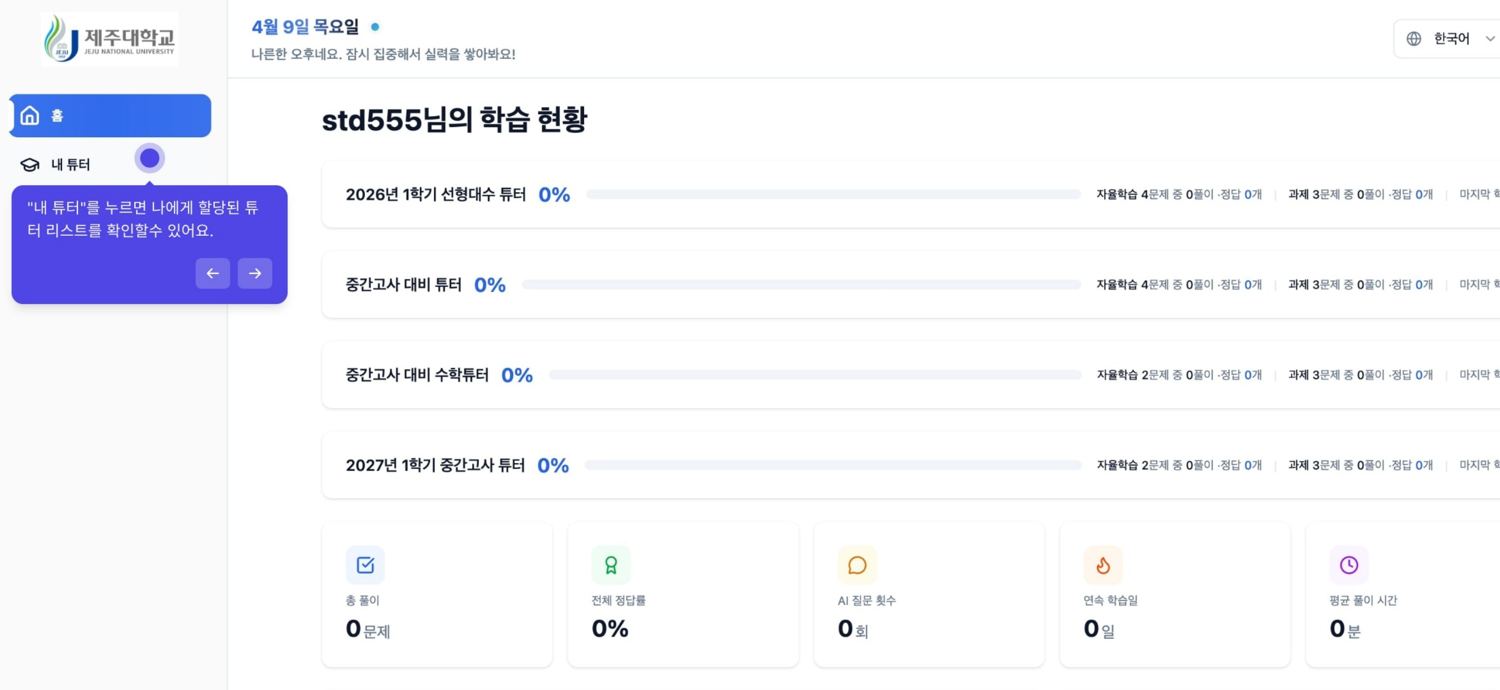 제주대학교
JEJU NATIONAL UNIVERSITY
홈
내 튜터
"내 튜터"를 누르면 나에게 할당된 튜
터 리스트를 확인할수 있어요.
4월 9일 목요일
나른한 오후네요. 잠시 집중해서 실력을 쌓아봐요!
한국어
std555님의 학습 현황
2026년 1학기 선형대수 튜터 0% 자율학습 4문제 중 0풀이 ·정답 0개 과제 3문제 중 0풀이 ·정답 0개 마지막
중간고사 대비 튜터 0% 자율학습 4문제 중 0풀이 ·정답 0개 과제 3문제 중 0풀이 ·정답 0개 마지막
중간고사 대비 수학튜터 0% 자율학습 2문제 중 0풀이 ·정답 0개 과제 3문제 중 0풀이 ·정답 0개 마지막
2027년 1학기 중간고사 튜터 0% 자율학습 2문제 중 0풀이 ·정답 0개 과제 3문제 중 0풀이 ·정답 0개 마지막
총 풀이
0문제
전체 정답률
0%
AI 질문 횟수
0회
연속 학습일
0일
평균 풀이 시간
0분